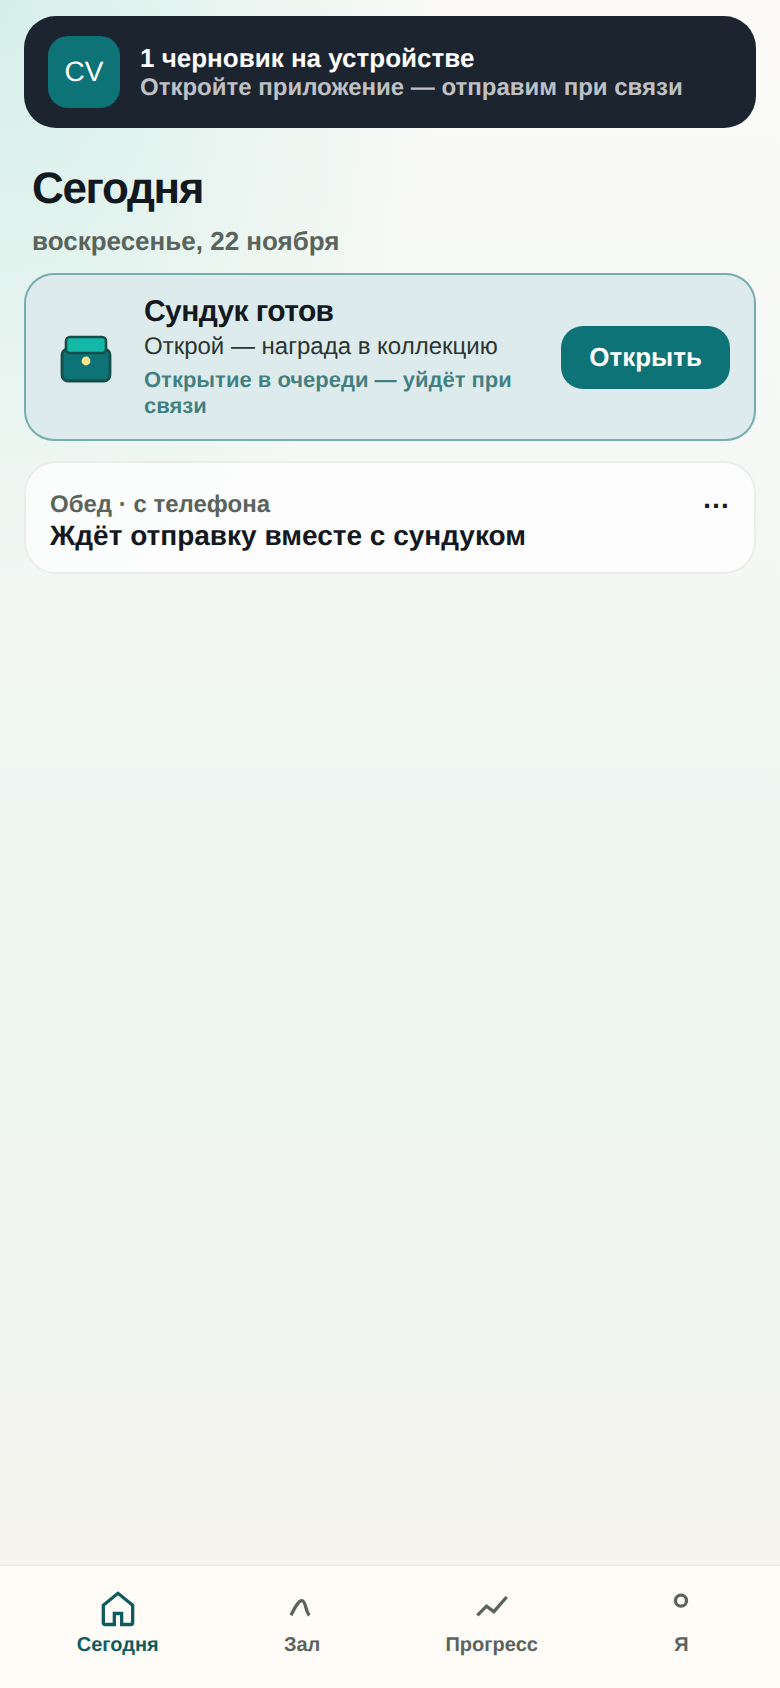 CV
1 черновик на устройстве
Откройте приложение — отправим при связи
Сегодня
воскресенье, 22 ноября
Сундук готов
Открой — награда в коллекцию
Открытие в очереди — уйдёт при
связи
Открыть
Обед · с телефона
...
Ждёт отправку вместе с сундуком
Сегодня
Зал
Прогресс
Я